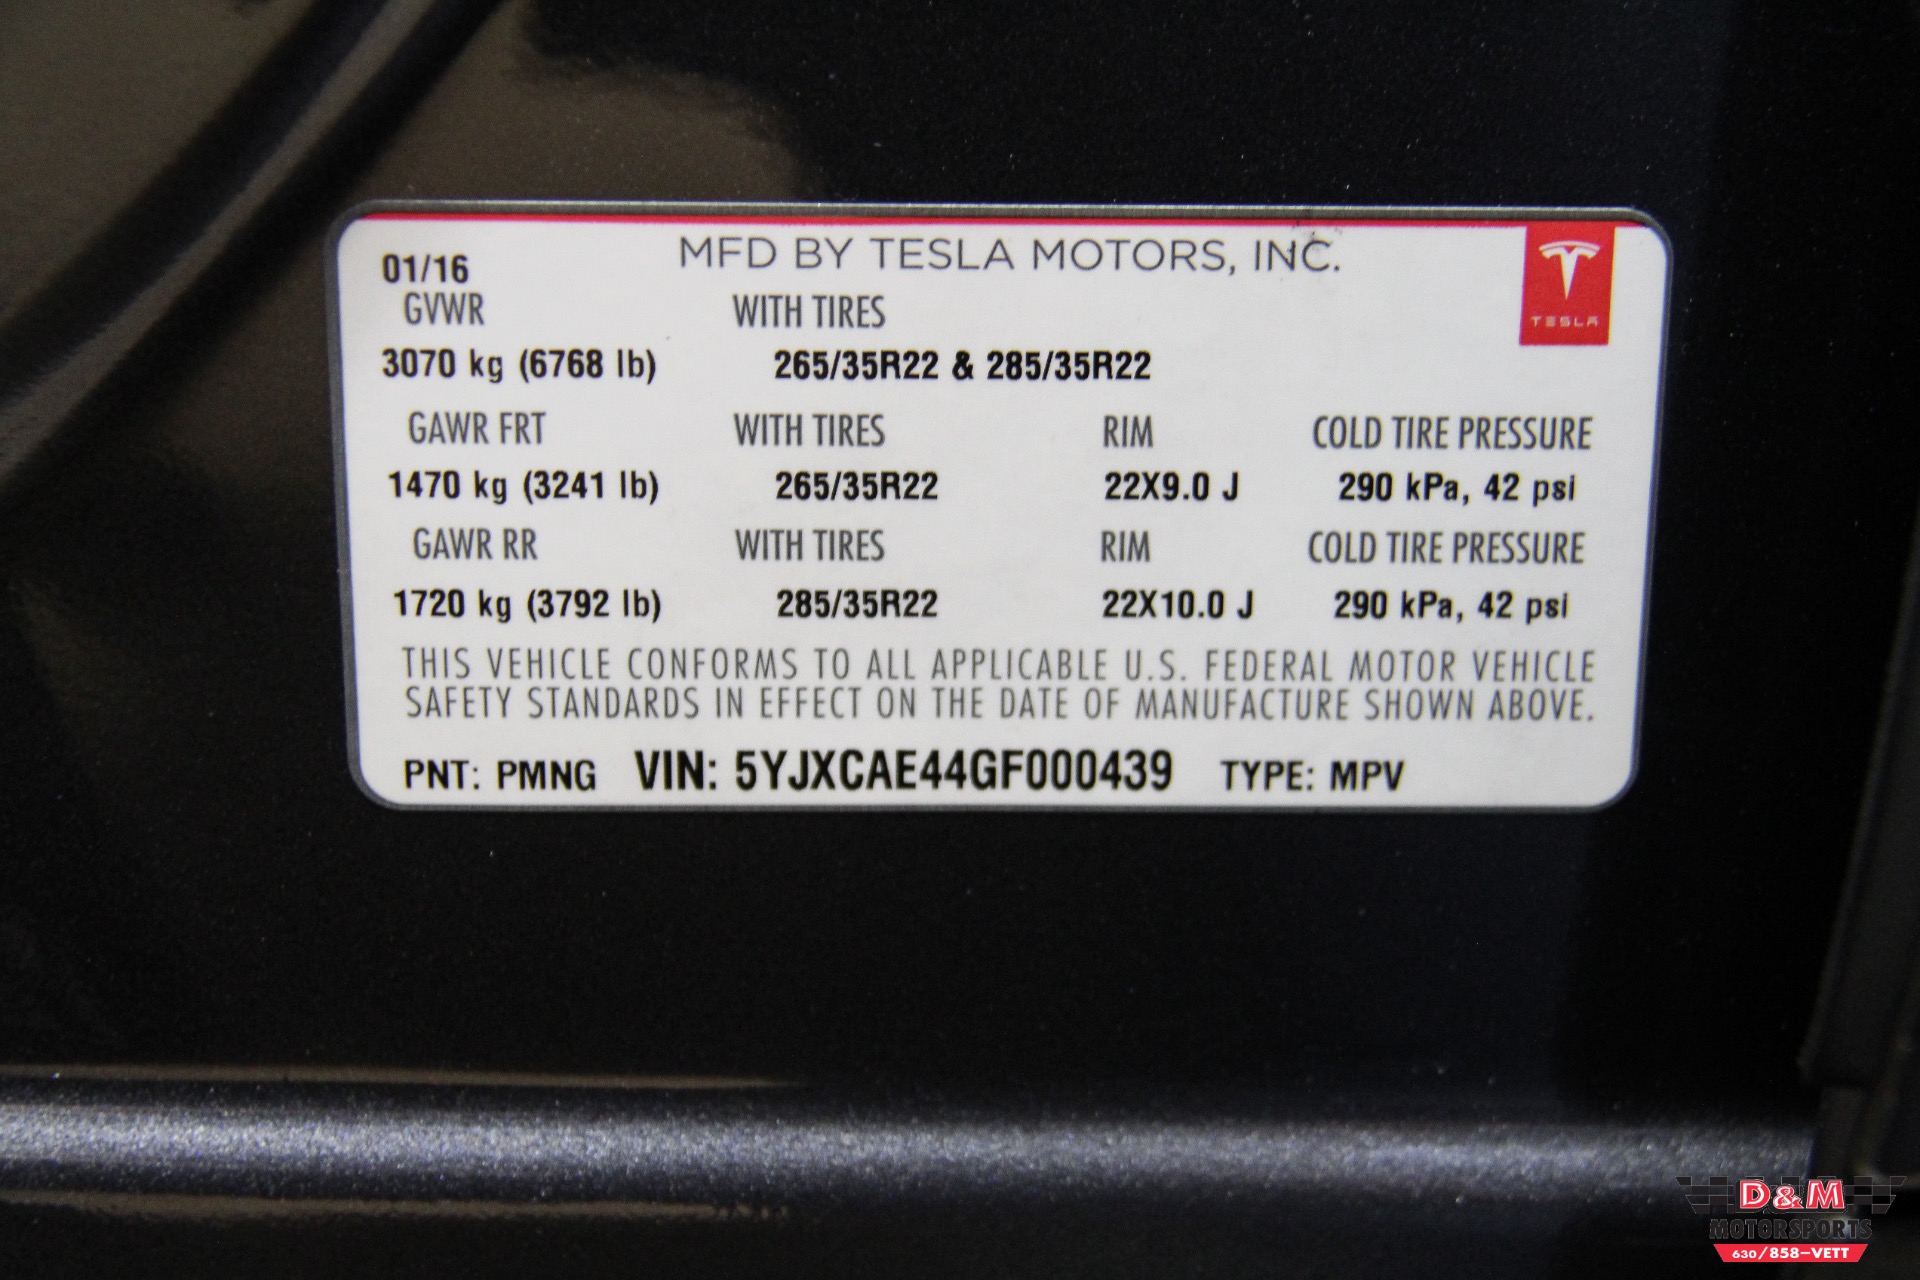 MFD BY TESLA MOTORS, INC.
01/16
TESLA
GVWR WITH TIRES
3070 kg (6768 lb) 265/35R22 & 285/35R22
GAWR FRT WITH TIRES RIM COLD TIRE PRESSURE
1470 kg (3241 lb) 265/35R22 22X9.0 J 290 kPa, 42 psi
GAWR RR WITH TIRES RIM COLD TIRE PRESSURE
1720 kg (3792 lb) 285/35R22 22X10.0 J 290 kPa, 42 psi
THIS VEHICLE CONFORMS TO ALL APPLICABLE U.S. FEDERAL MOTOR VEHICLE
SAFETY STANDARDS IN EFFECT ON THE DATE OF MANUFACTURE SHOWN ABOVE.
PNT: PMNG VIN: 5YJXCAE44GF000439 TYPE: MPV
D&M
MOTORSPORTS
630/858-VETT